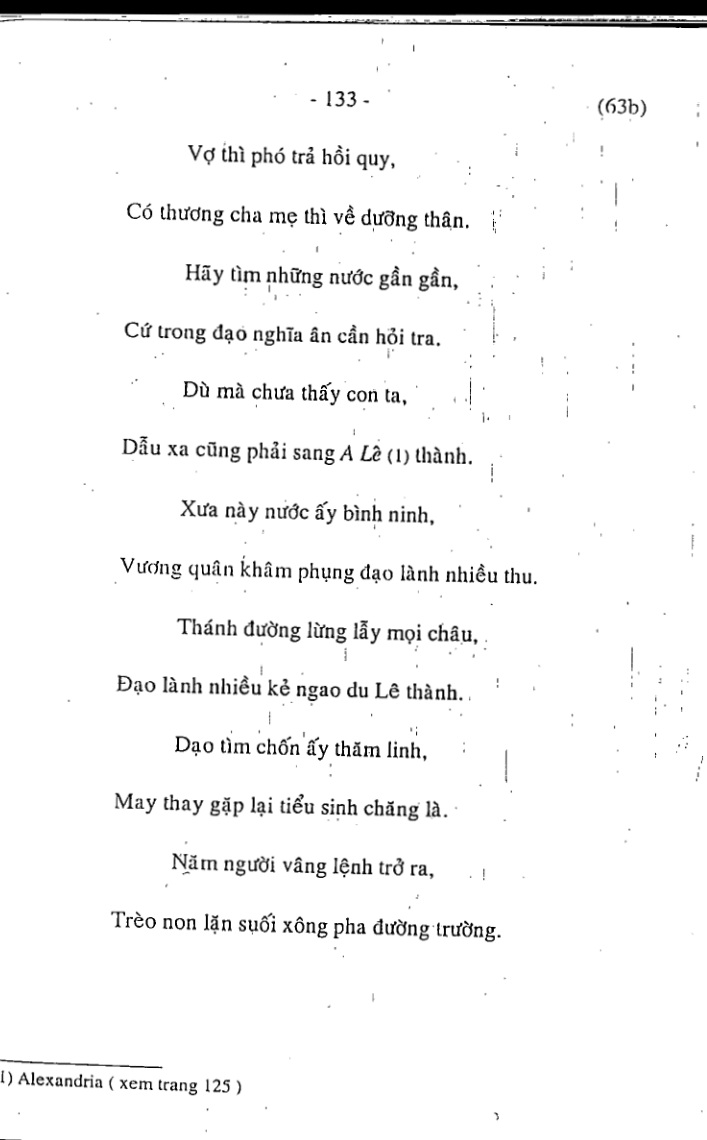 - 133 -
(63b)
Vợ thì phó trả hồi quy,
Có thương cha mẹ thì về dưỡng thân.
Hãy tìm những nước gần gần,
Cứ trong đạo nghĩa ân cần hỏi tra.
Dù mà chưa thấy con ta,
Dẫu xa cũng phải sang A Lê (1) thành.
Xưa này nước ấy bình ninh,
Vương quân khâm phụng đạo lành nhiều thu.
Thánh đường lừng lẫy mọi châu,
Đạo lành nhiều kẻ ngao du Lê thành.
Dạo tìm chốn ấy thăm linh,
May thay gặp lại tiểu sinh chăng là.
Năm người vâng lệnh trở ra,
Trèo non lặn suối xông pha đường trường.
1) Alexandria ( xem trang 125 )